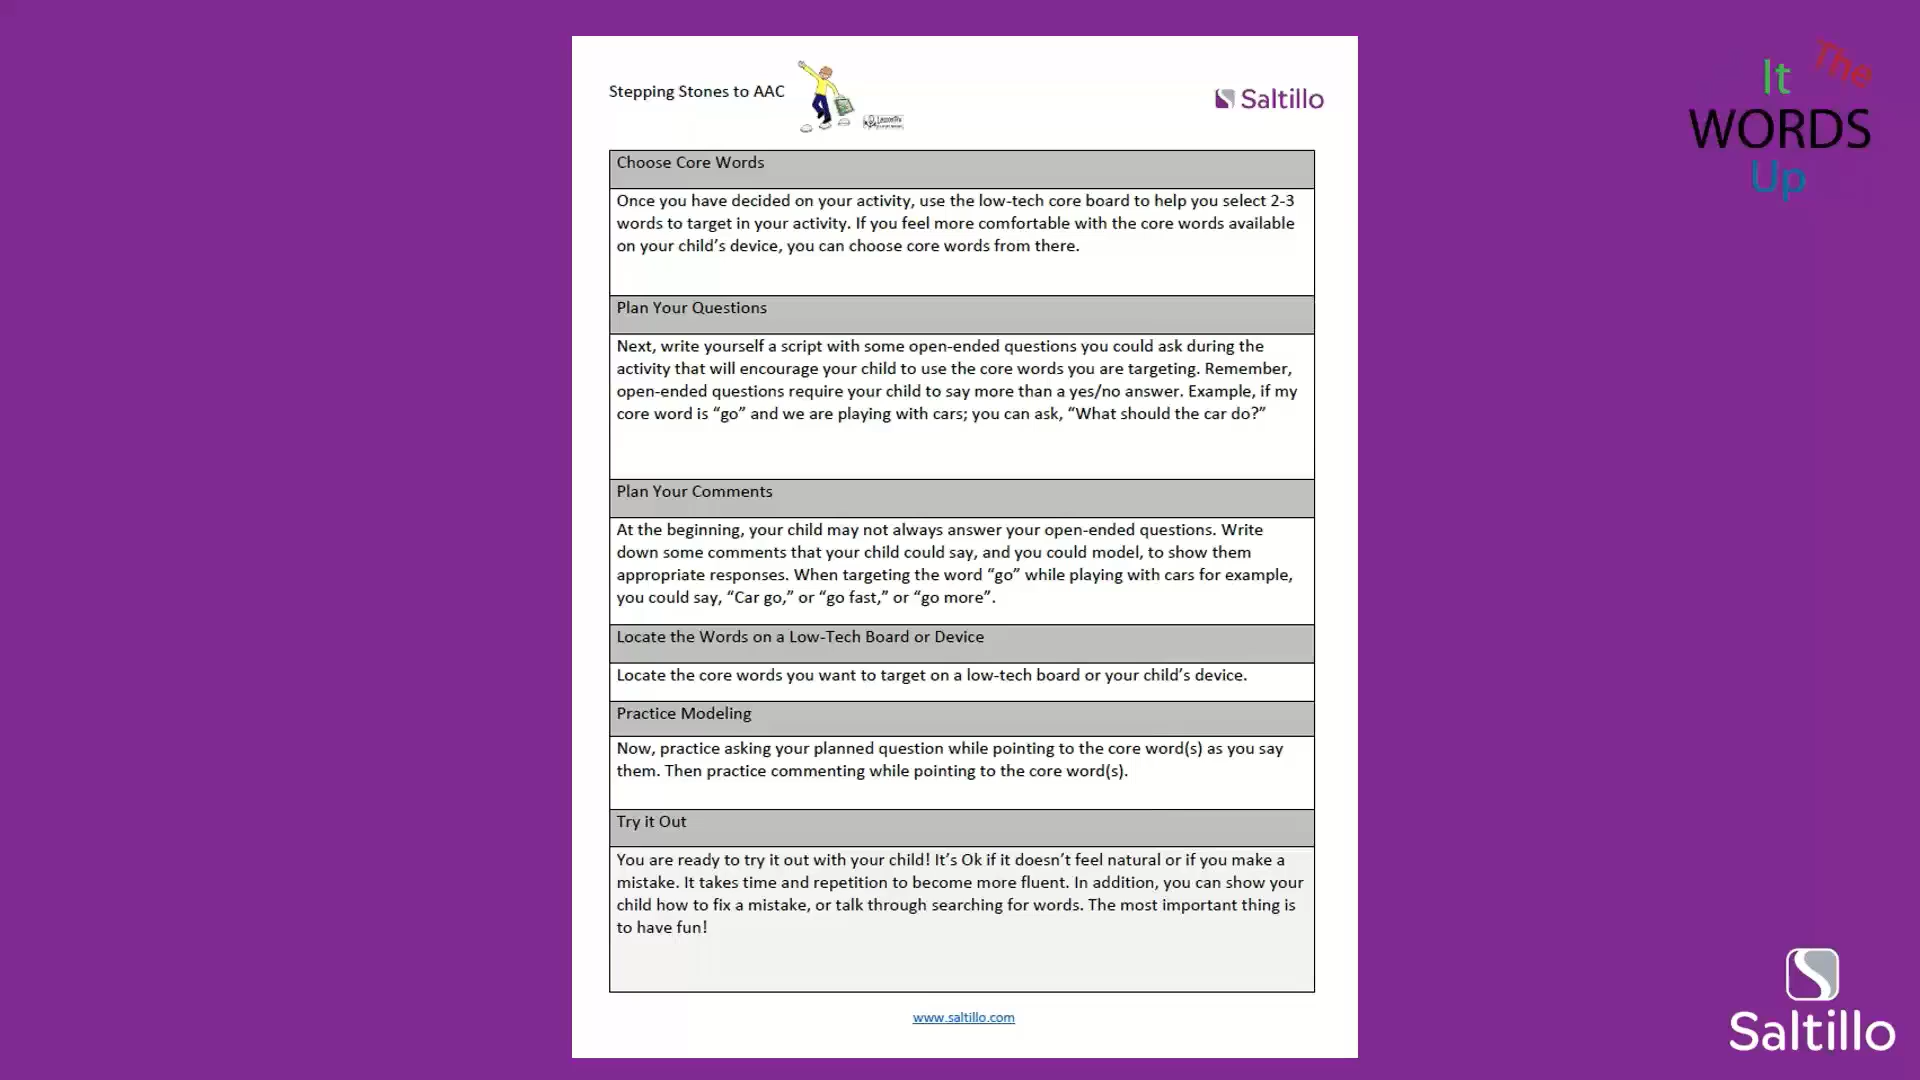 Stepping Stones to AAC
Saltillo
The
It
WORDS
Up
Choose Core Words
Once you have decided on your activity, use the low-tech core board to help you select 2-3
words to target in your activity. If you feel more comfortable with the core words available
on your child’s device, you can choose core words from there.
Plan Your Questions
Next, write yourself a script with some open-ended questions you could ask during the
activity that will encourage your child to use the core words you are targeting. Remember,
open-ended questions require your child to say more than a yes/no answer. Example, if my
core word is “go” and we are playing with cars; you can ask, “What should the car do?”
Plan Your Comments
At the beginning, your child may not always answer your open-ended questions. Write
down some comments that your child could say, and you could model, to show them
appropriate responses. When targeting the word “go” while playing with cars for example,
you could say, “Car go,” or “go fast,” or “go more”.
Locate the Words on a Low-Tech Board or Device
Locate the core words you want to target on a low-tech board or your child’s device.
Practice Modeling
Now, practice asking your planned question while pointing to the core word(s) as you say
them. Then practice commenting while pointing to the core word(s).
Try it Out
You are ready to try it out with your child! It’s Ok if it doesn’t feel natural or if you make a
mistake. It takes time and repetition to become more fluent. In addition, you can show your
child how to fix a mistake, or talk through searching for words. The most important thing is
to have fun!
www.saltillo.com
Saltillo